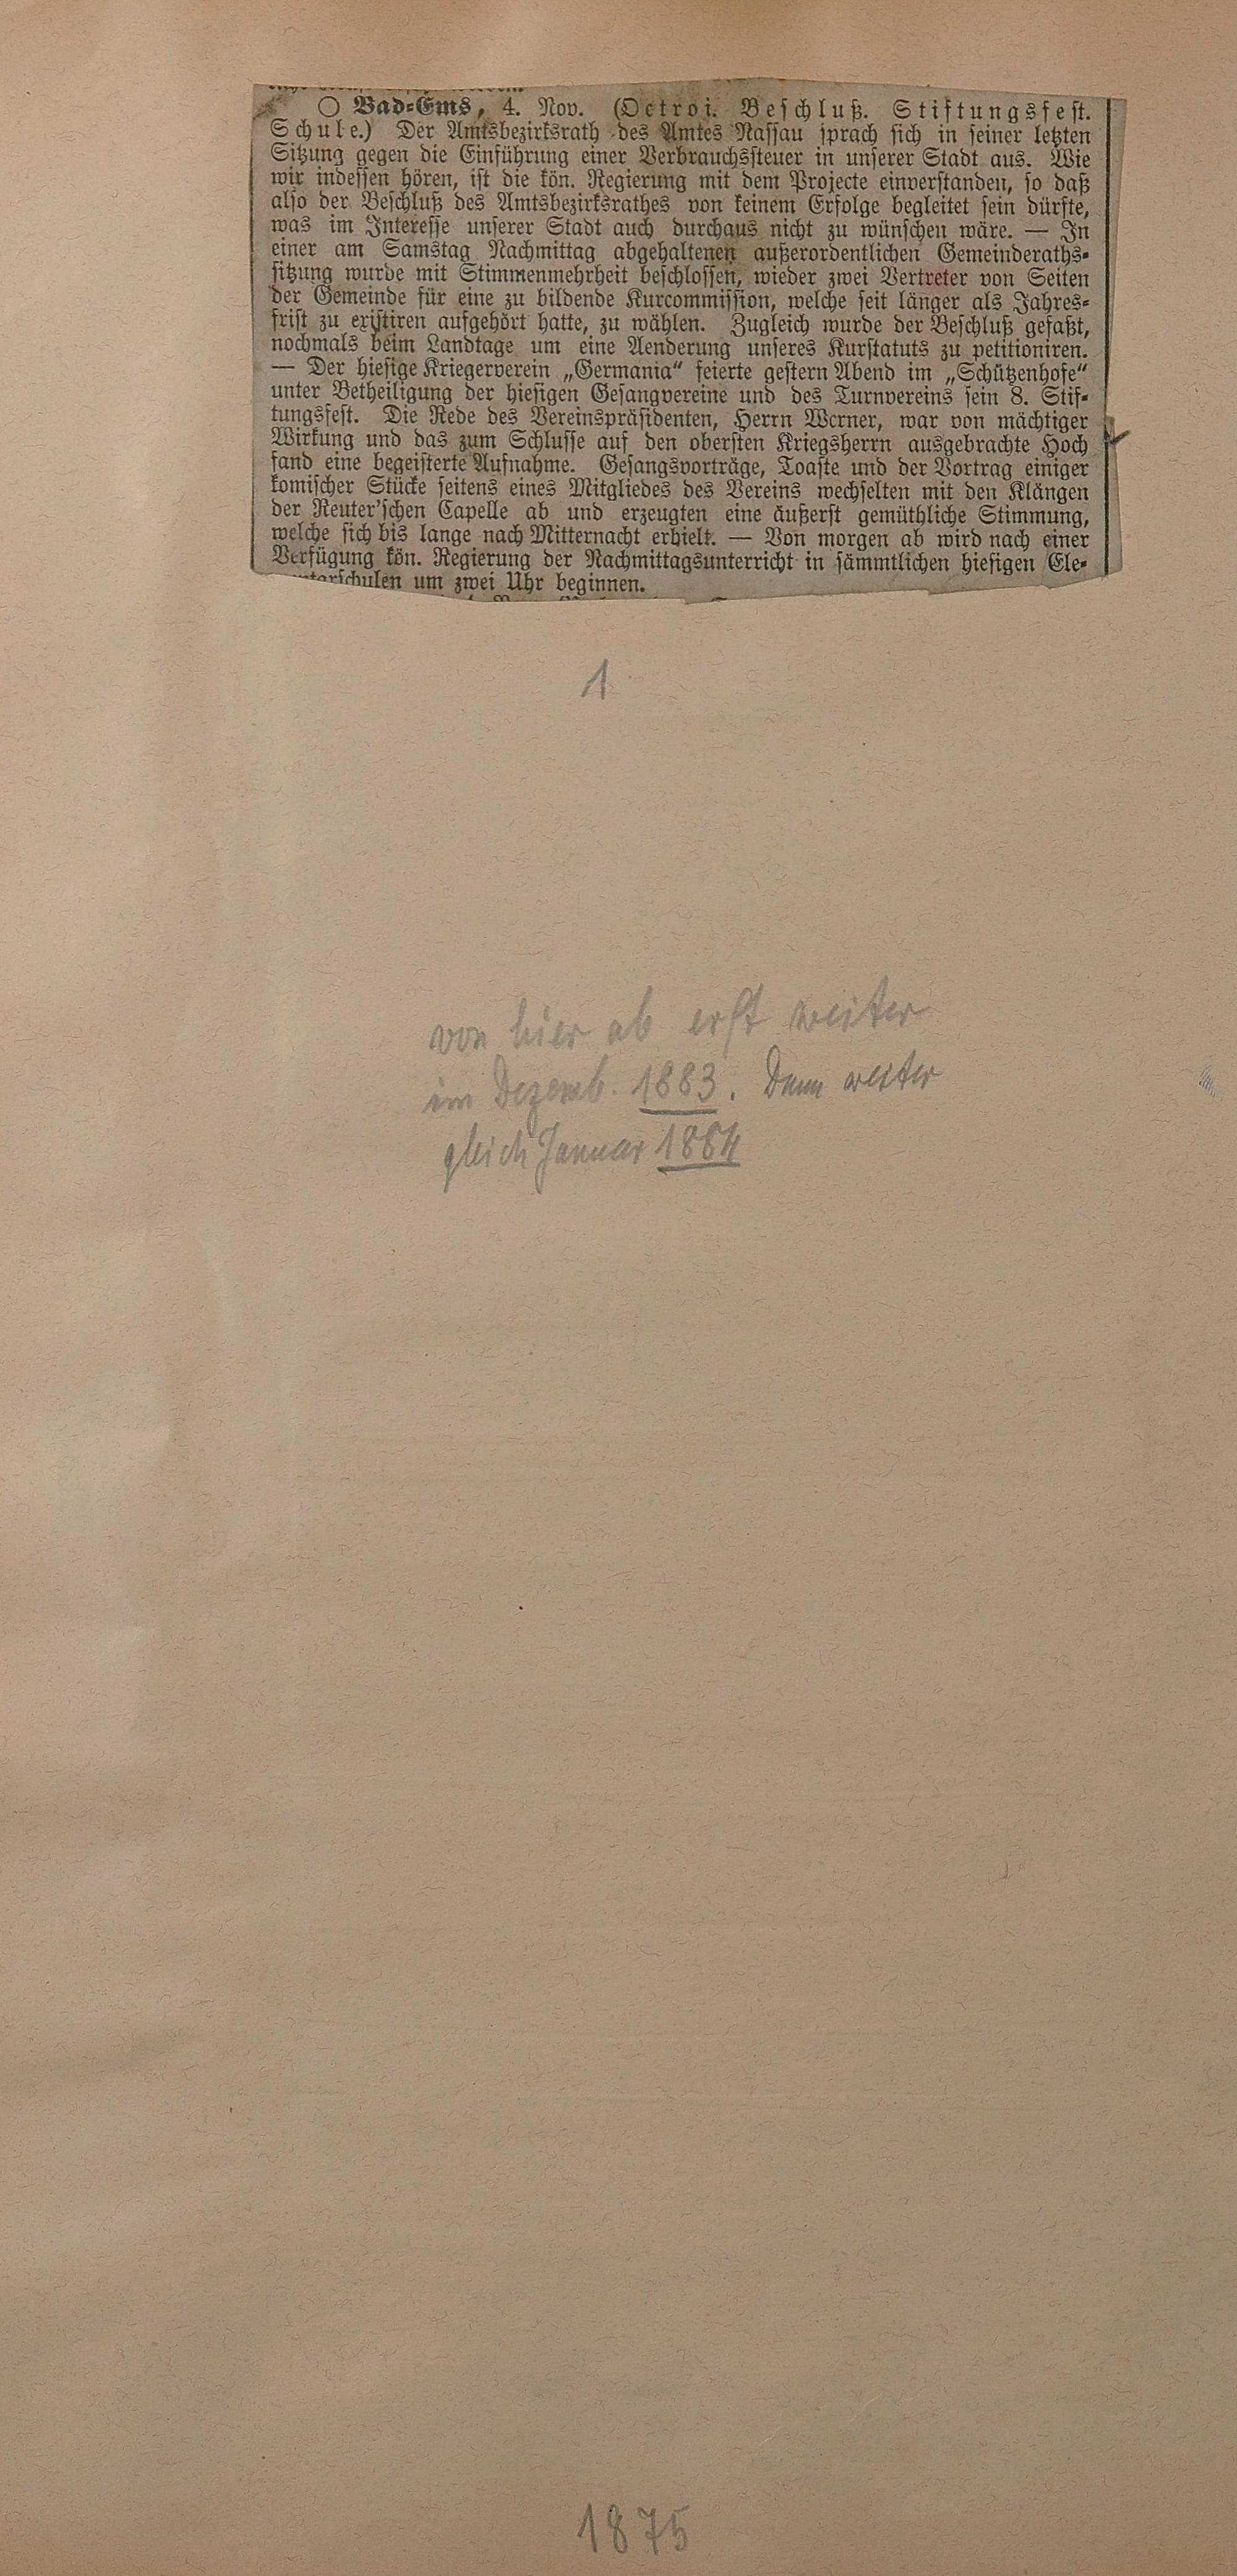 ○ Bad-Ems, 4. Nov. (Octroi. Beschluß. Stiftungsfest.
Schule.) Der Amtsbezirksrath des Amtes Nassau sprach sich in seiner letzten
Sitzung gegen die Einführung einer Verbrauchssteuer in unserer Stadt aus. Wie
wir indessen hören, ist die kön. Regierung mit dem Projecte einverstanden, so daß
also der Beschluß des Amtsbezirksrathes von keinem Erfolge begleitet sein dürfte,
was im Interesse unserer Stadt auch durchaus nicht zu wünschen wäre. — In
einer am Samstag Nachmittag abgehaltenen außerordentlichen Gemeinderaths-
sitzung wurde mit Stimmenmehrheit beschlossen, wieder zwei Vertreter von Seiten
der Gemeinde für eine zu bildende Kurcommission, welche seit länger als Jahres-
frist zu existiren aufgehört hatte, zu wählen. Zugleich wurde der Beschluß gefaßt,
nochmals beim Landtage um eine Aenderung unseres Kurstatuts zu petitioniren.
— Der hiesige Kriegerverein „Germania“ feierte gestern Abend im „Schützenhofe“
unter Betheiligung der hiesigen Gesangvereine und des Turnvereins sein 8. Stif-
tungsfest. Die Rede des Vereinspräsidenten, Herrn Werner, war von mächtiger
Wirkung und das zum Schlusse auf den obersten Kriegsherrn ausgebrachte Hoch
fand eine begeisterte Aufnahme. Gesangsvorträge, Toaste und der Vortrag einiger
komischer Stücke seitens eines Mitgliedes des Vereins wechselten mit den Klängen
der Reuter'schen Capelle ab und erzeugten eine äußerst gemüthliche Stimmung,
welche sich bis lange nach Mitternacht erhielt. — Von morgen ab wird nach einer
Verfügung kön. Regierung der Nachmittagsunterricht in sämmtlichen hiesigen Ele-
mentarschulen um zwei Uhr beginnen.
1
von hier ab erst weiter
im Dezemb. 1883. Dann weiter
gleich Januar 1884
1875